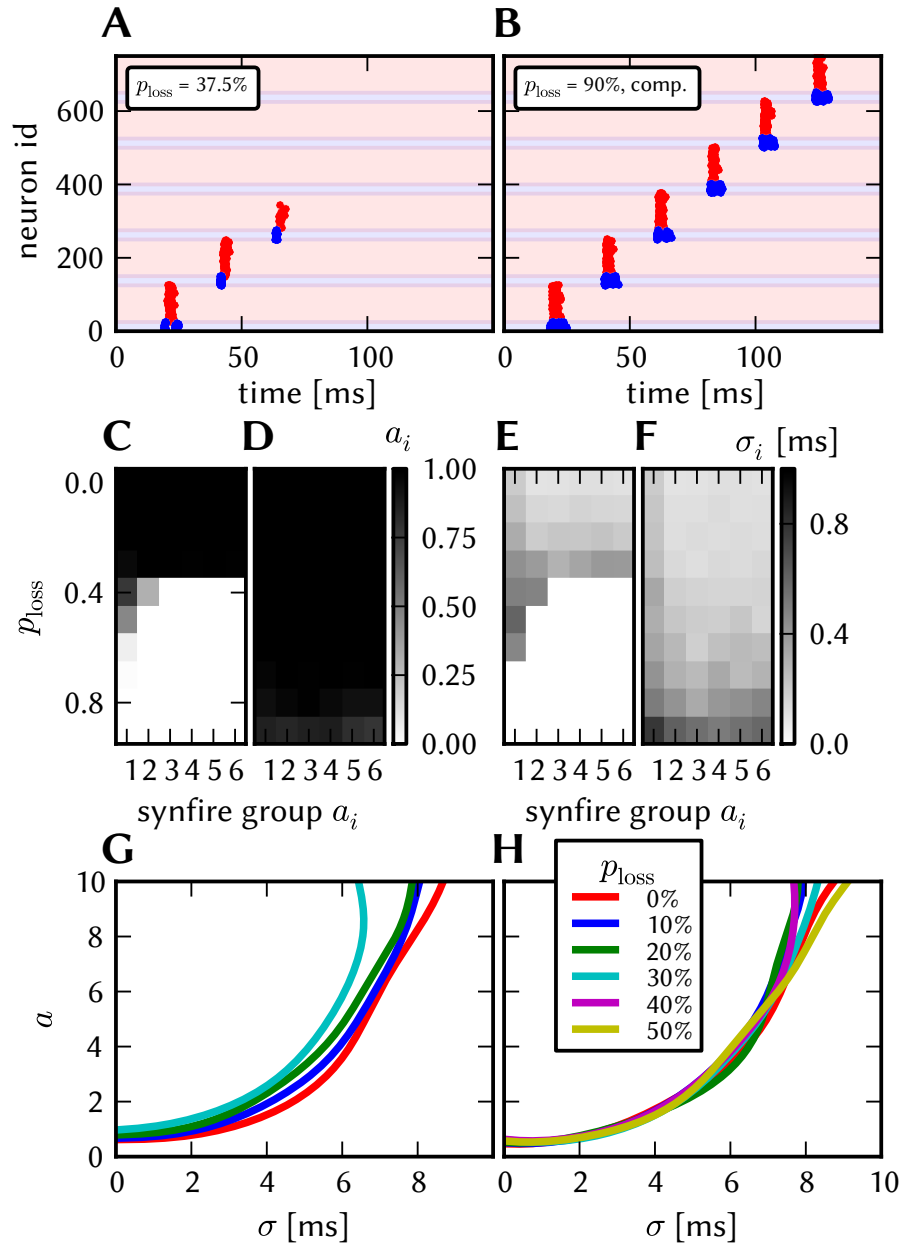 A
B
p_loss = 37.5%
p_loss = 90%, comp.
neuron id
600
400
200
0
0 50 100
0 50 100
time [ms]
time [ms]
C D a_i
E F σ_i [ms]
p_loss
0.0
0.4
0.8
1.00
0.75
0.50
0.25
0.00
0.8
0.4
0.0
1 2 3 4 5 6
1 2 3 4 5 6
1 2 3 4 5 6
1 2 3 4 5 6
synfire group a_i
synfire group a_i
G
H
a
10
8
6
4
2
0
0 2 4 6 8
0 2 4 6 8 10
σ [ms]
σ [ms]
p_loss
0%
10%
20%
30%
40%
50%